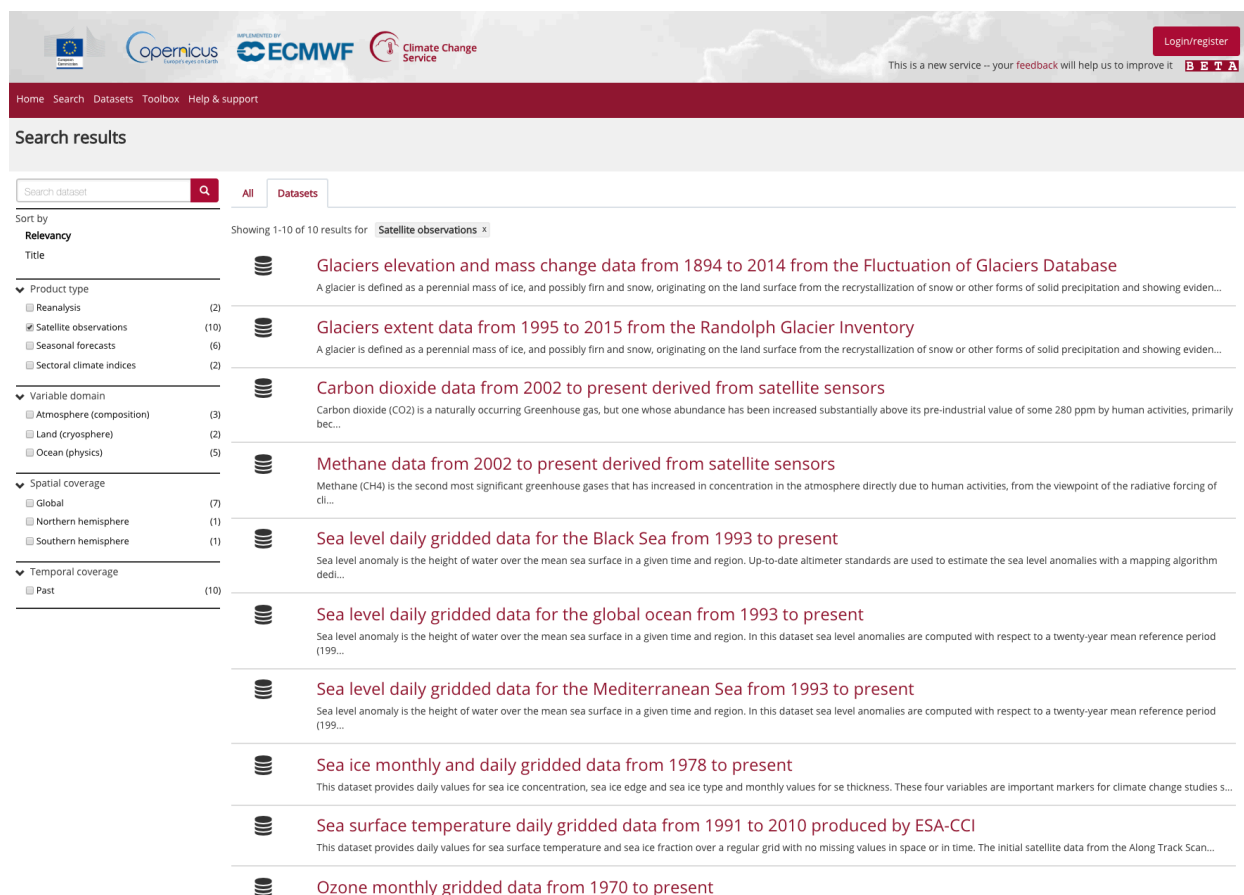 European
Commission
opernicus
Europe's eyes on Earth
IMPLEMENTED BY
ECMWF
Climate Change
Service
Login/register
This is a new service -- your feedback will help us to improve it BETA
Home Search Datasets Toolbox Help & support
Search results
Search dataset
Sort by
Relevancy
Title
Product type
Reanalysis (2)
Satellite observations (10)
Seasonal forecasts (6)
Sectoral climate indices (2)
Variable domain
Atmosphere (composition) (3)
Land (cryosphere) (2)
Ocean (physics) (5)
Spatial coverage
Global (7)
Northern hemisphere (1)
Southern hemisphere (1)
Temporal coverage
Past (10)
All Datasets
Showing 1-10 of 10 results for Satellite observations x
Glaciers elevation and mass change data from 1894 to 2014 from the Fluctuation of Glaciers Database
A glacier is defined as a perennial mass of ice, and possibly firn and snow, originating on the land surface from the recrystallization of snow or other forms of solid precipitation and showing eviden...
Glaciers extent data from 1995 to 2015 from the Randolph Glacier Inventory
A glacier is defined as a perennial mass of ice, and possibly firn and snow, originating on the land surface from the recrystallization of snow or other forms of solid precipitation and showing eviden...
Carbon dioxide data from 2002 to present derived from satellite sensors
Carbon dioxide (CO2) is a naturally occurring Greenhouse gas, but one whose abundance has been increased substantially above its pre-industrial value of some 280 ppm by human activities, primarily
bec...
Methane data from 2002 to present derived from satellite sensors
Methane (CH4) is the second most significant greenhouse gases that has increased in concentration in the atmosphere directly due to human activities, from the viewpoint of the radiative forcing of
cli...
Sea level daily gridded data for the Black Sea from 1993 to present
Sea level anomaly is the height of water over the mean sea surface in a given time and region. Up-to-date altimeter standards are used to estimate the sea level anomalies with a mapping algorithm
dedi...
Sea level daily gridded data for the global ocean from 1993 to present
Sea level anomaly is the height of water over the mean sea surface in a given time and region. In this dataset sea level anomalies are computed with respect to a twenty-year mean reference period
(199...
Sea level daily gridded data for the Mediterranean Sea from 1993 to present
Sea level anomaly is the height of water over the mean sea surface in a given time and region. In this dataset sea level anomalies are computed with respect to a twenty-year mean reference period
(199...
Sea ice monthly and daily gridded data from 1978 to present
This dataset provides daily values for sea ice concentration, sea ice edge and sea ice type and monthly values for se thickness. These four variables are important markers for climate change studies s...
Sea surface temperature daily gridded data from 1991 to 2010 produced by ESA-CCI
This dataset provides daily values for sea surface temperature and sea ice fraction over a regular grid with no missing values in space or in time. The initial satellite data from the Along Track Scan...
Ozone monthly gridded data from 1970 to present